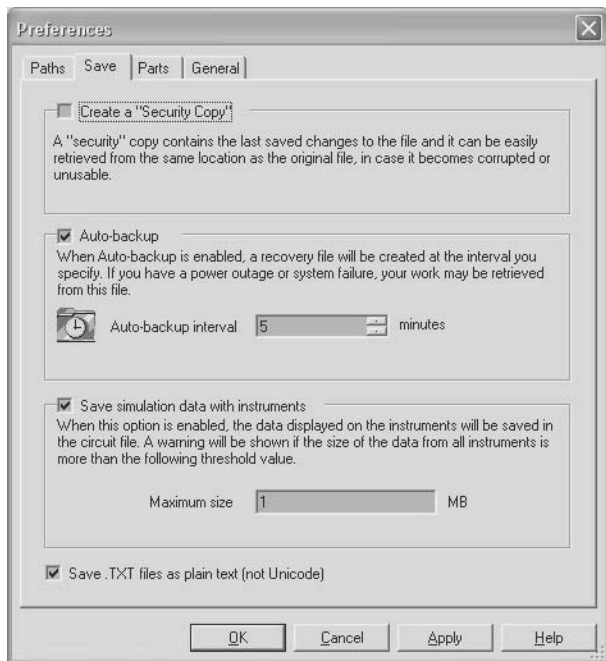 Preferences
Paths Save Parts General
Create a "Security Copy"
A "security" copy contains the last saved changes to the file and it can be easily
retrieved from the same location as the original file, in case it becomes corrupted or
unusable.
Auto-backup
When Auto-backup is enabled, a recovery file will be created at the interval you
specify. If you have a power outage or system failure, your work may be retrieved
from this file.
Auto-backup interval 5 minutes
Save simulation data with instruments
When this option is enabled, the data displayed on the instruments will be saved in
the circuit file. A warning will be shown if the size of the data from all instruments is
more than the following threshold value.
Maximum size 1 MB
Save .TXT files as plain text (not Unicode)
OK Cancel Apply Help